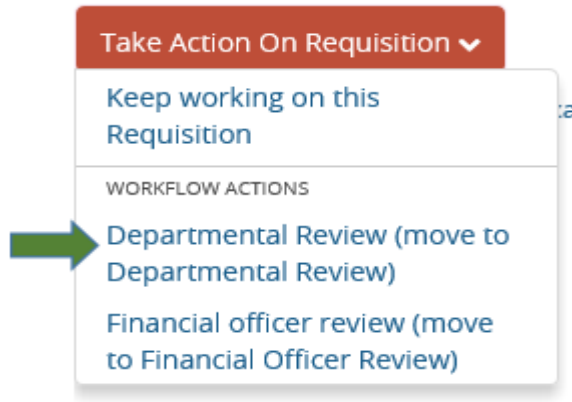 Take Action On Requisition
Keep working on this
Requisition
WORKFLOW ACTIONS
Departmental Review (move to
Departmental Review)
Financial officer review (move
to Financial Officer Review)